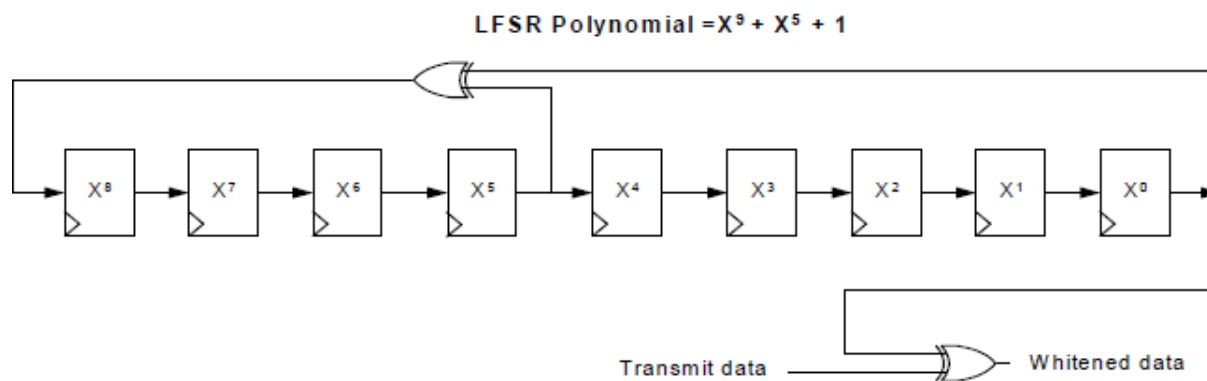 LFSR Polynomial =X⁹ + X⁵ + 1
X⁸ X⁷ X⁶ X⁵ X⁴ X³ X² X¹ X⁰
Transmit data Whitened data